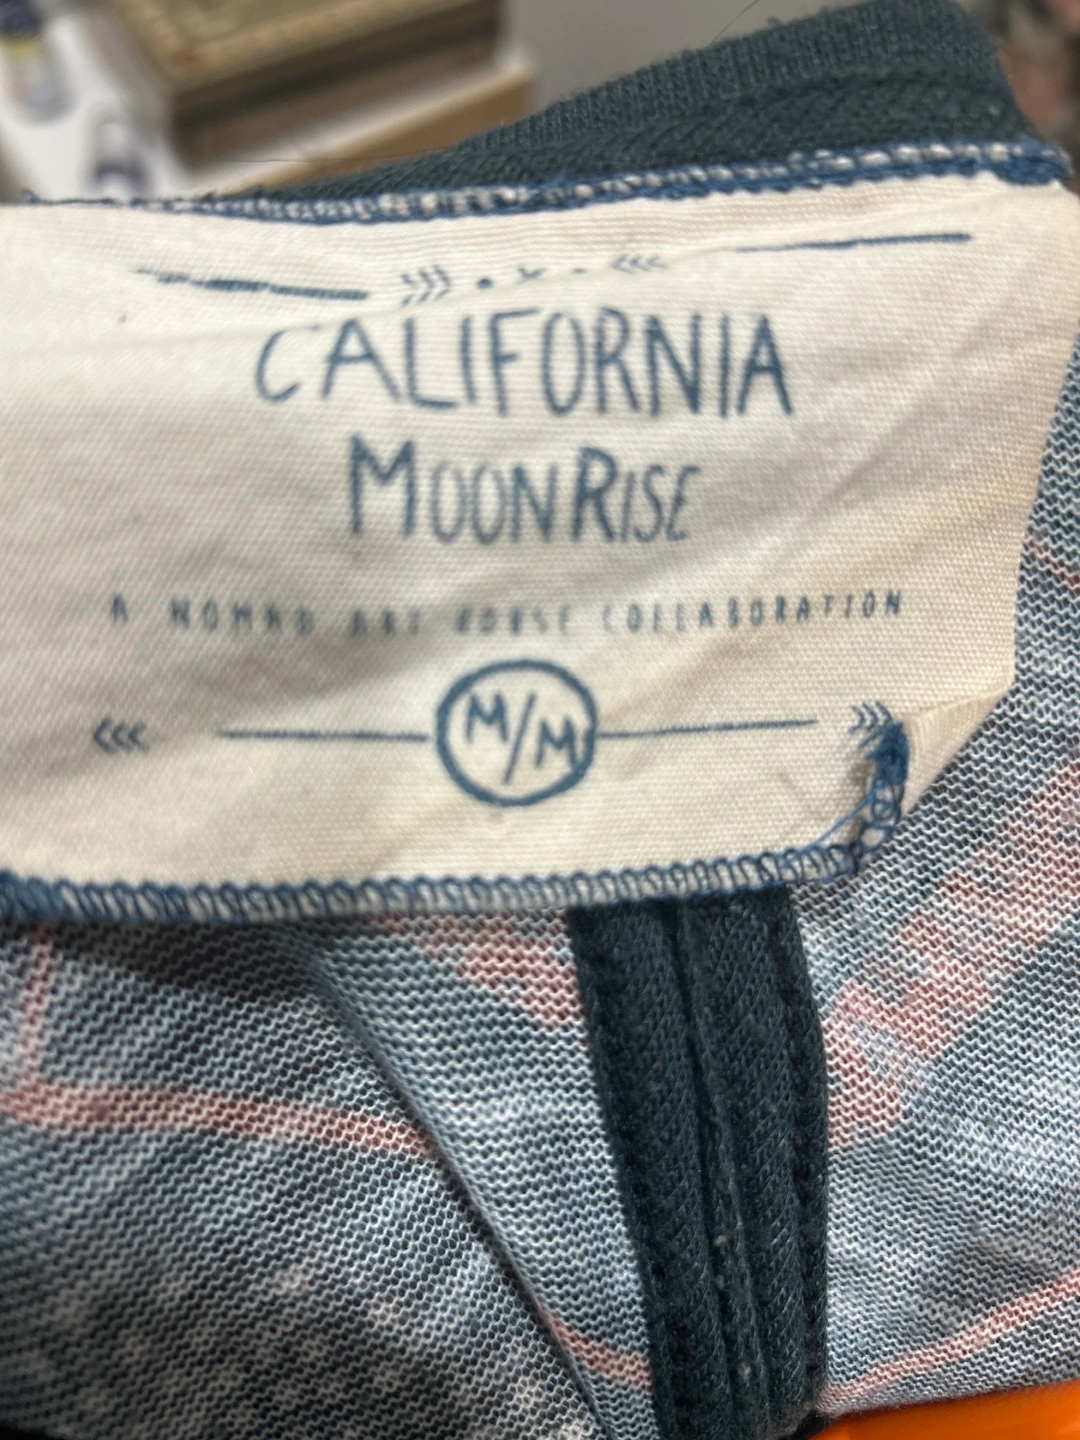 CALIFORNIA
MOONRISE
A NOMAD ART HOUSE COLLABORATION
M/M